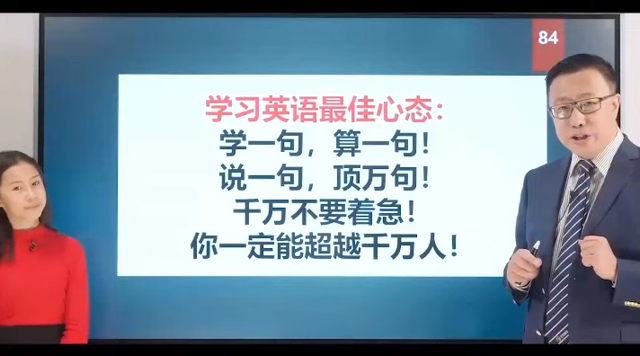 84
学习英语最佳心态：
学一句，算一句！
说一句，顶万句！
千万不要着急！
你一定能超越千万人！